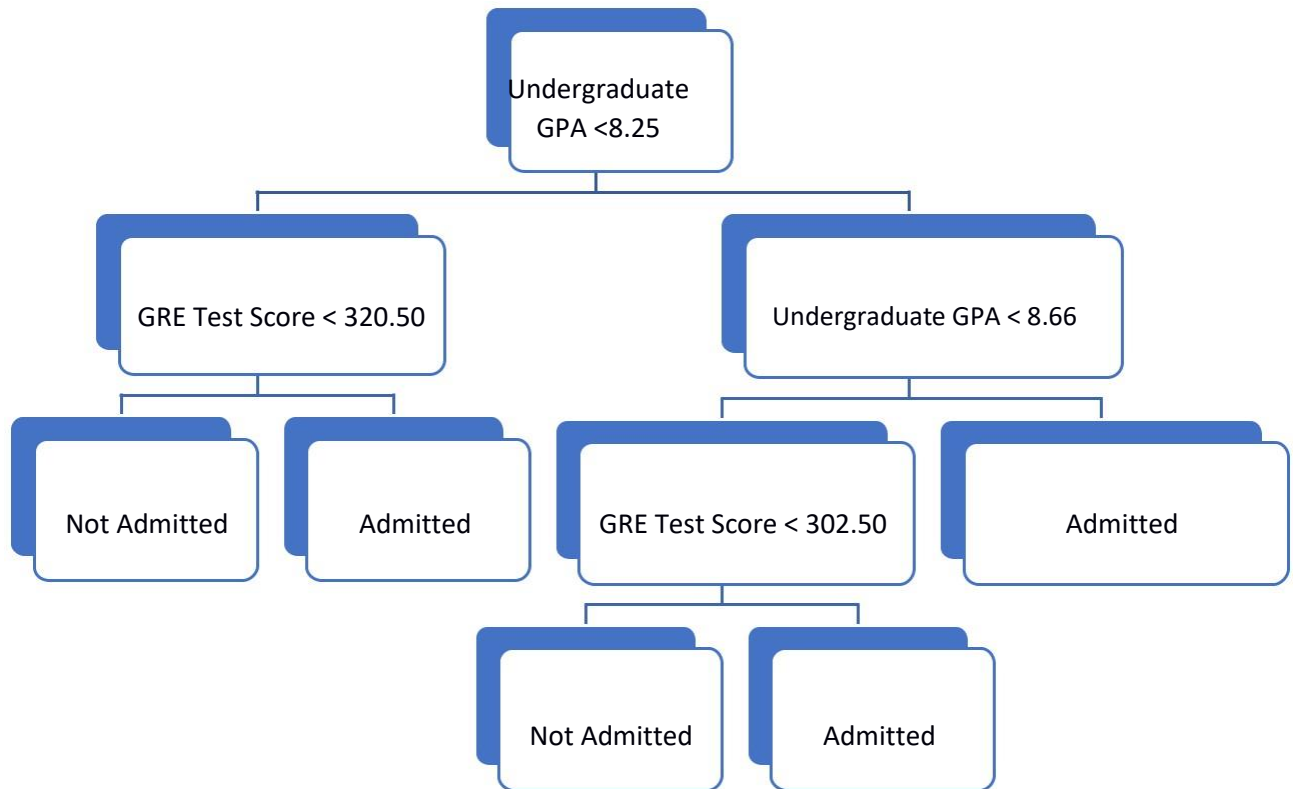 Undergraduate
GPA <8.25
GRE Test Score < 320.50
Undergraduate GPA < 8.66
Not Admitted
Admitted
GRE Test Score < 302.50
Admitted
Not Admitted
Admitted